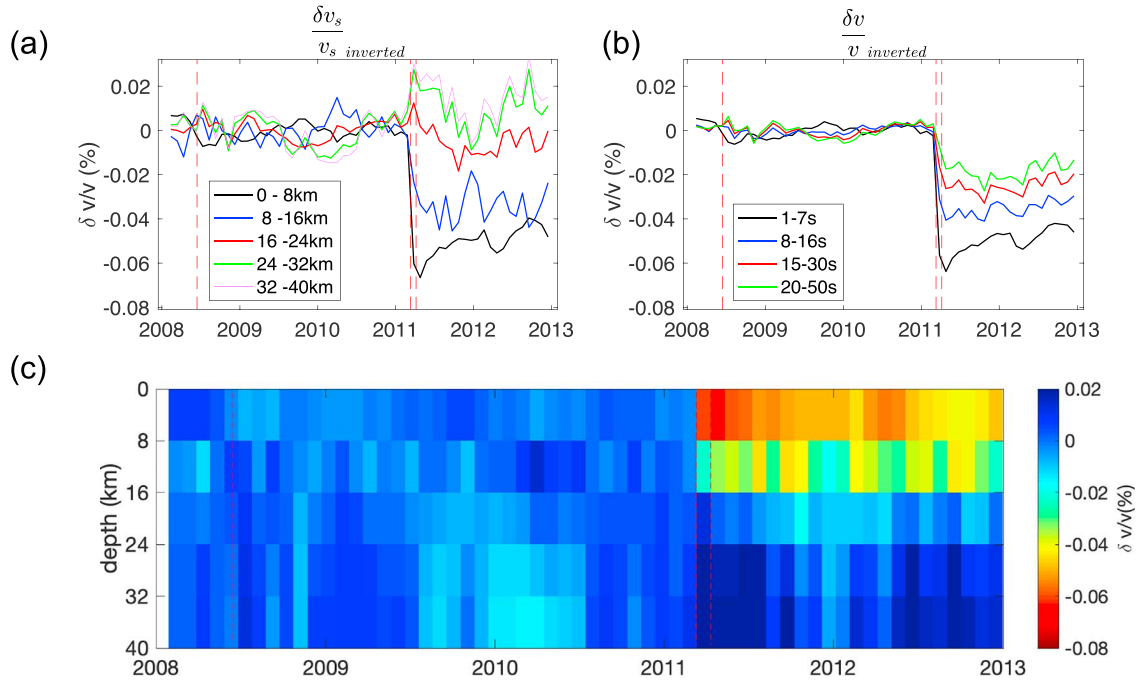 (a)
δv_s
v_s inverted
0.02
0
-0.02
-0.04
-0.06
-0.08
δ v/v (%)
0 - 8km
8 -16km
16 -24km
24 -32km
32 -40km
2008 2009 2010 2011 2012 2013
(b)
δv
v inverted
0.02
0
-0.02
-0.04
-0.06
-0.08
δ v/v (%)
1-7s
8-16s
15-30s
20-50s
2008 2009 2010 2011 2012 2013
(c)
0
8
16
24
32
40
depth (km)
2008 2009 2010 2011 2012 2013
0.02
0
-0.02
-0.04
-0.06
-0.08
δ v/v(%)